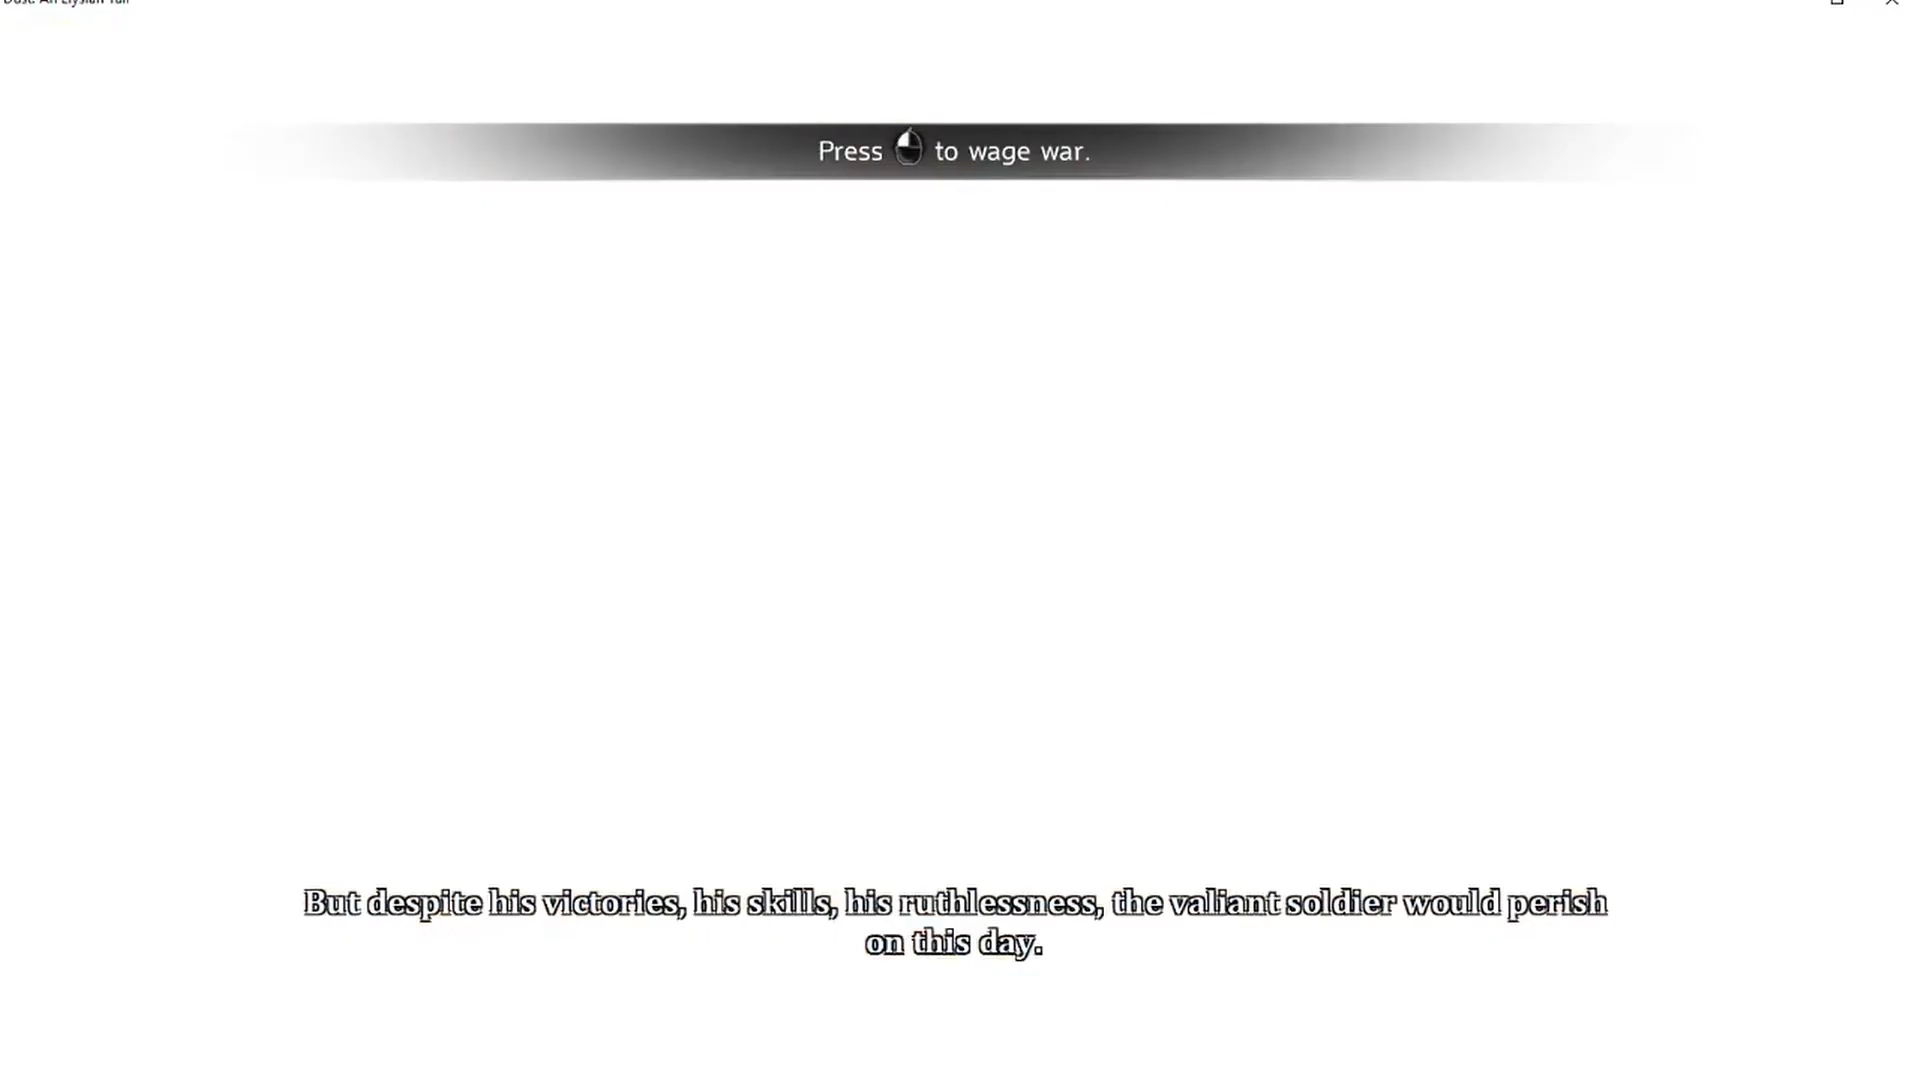 Press to wage war.
But despite his victories, his skills, his ruthlessness, the valiant soldier would perish
on this day.